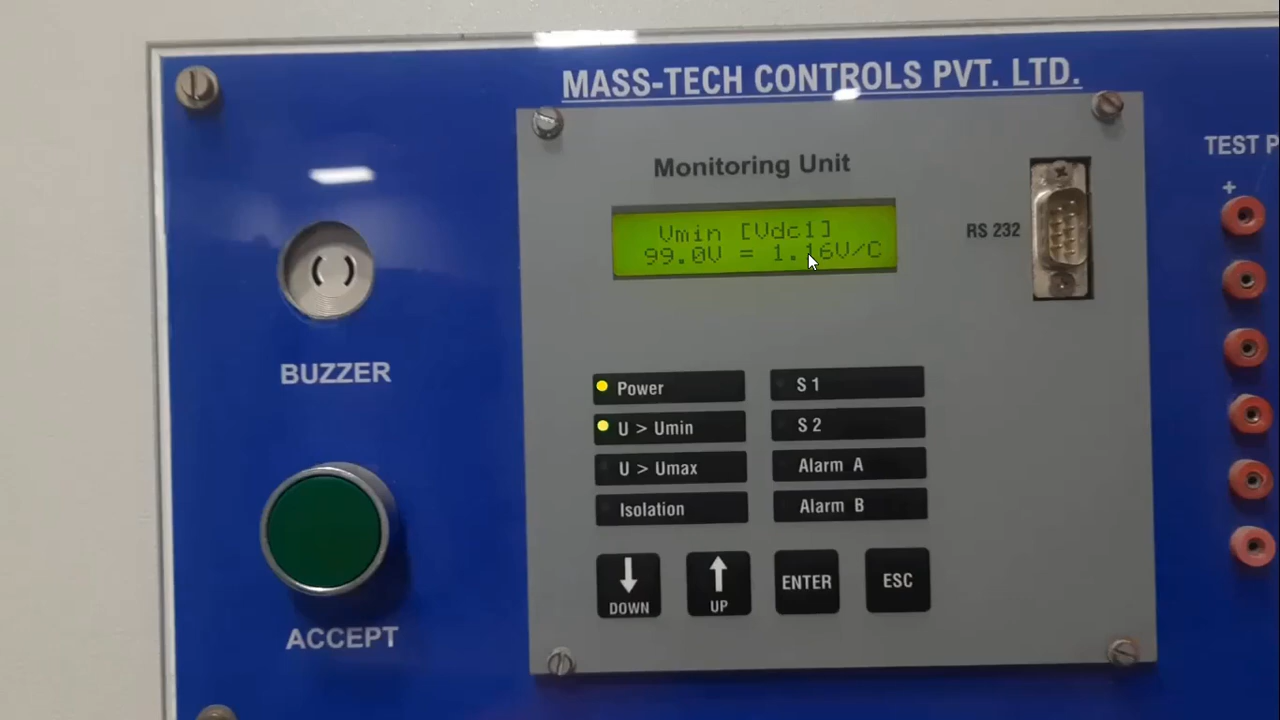 MASS-TECH CONTROLS PVT. LTD.
Monitoring Unit
TEST P
+
Vmin [Vdc1]
99.0V = 1.16V/C
RS 232
BUZZER
Power
S 1
U > Umin
S 2
U > Umax
Alarm A
Isolation
Alarm B
DOWN
UP
ENTER
ESC
ACCEPT